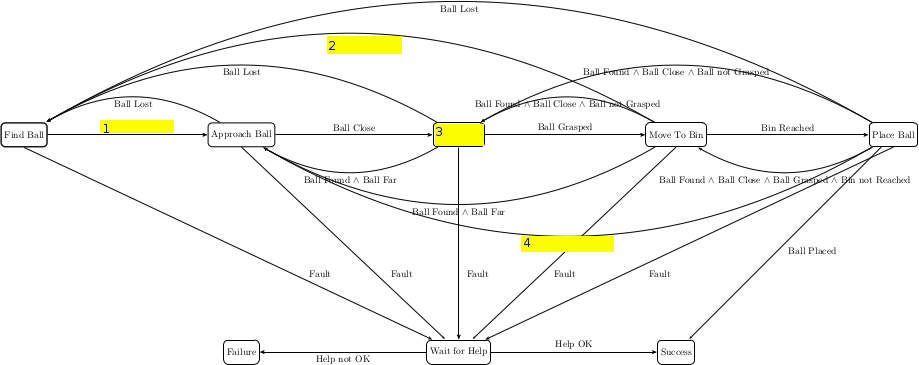 Ball Lost
2
Ball Lost
Ball Found ∧ Ball Close ∧ Ball not Grasped
Ball Lost
Ball Found ∧ Ball Close ∧ Ball not Grasped
Find Ball
1
Approach Ball
Ball Close
3
Ball Grasped
Move To Bin
Bin Reached
Place Ball
Ball Found ∧ Ball Far
Ball Found ∧ Ball Close ∧ Ball Grasped ∧ Bin not Reached
Ball Found ∧ Ball Far
4
Ball Placed
Fault
Fault
Fault
Fault
Fault
Failure
Help not OK
Wait for Help
Help OK
Success